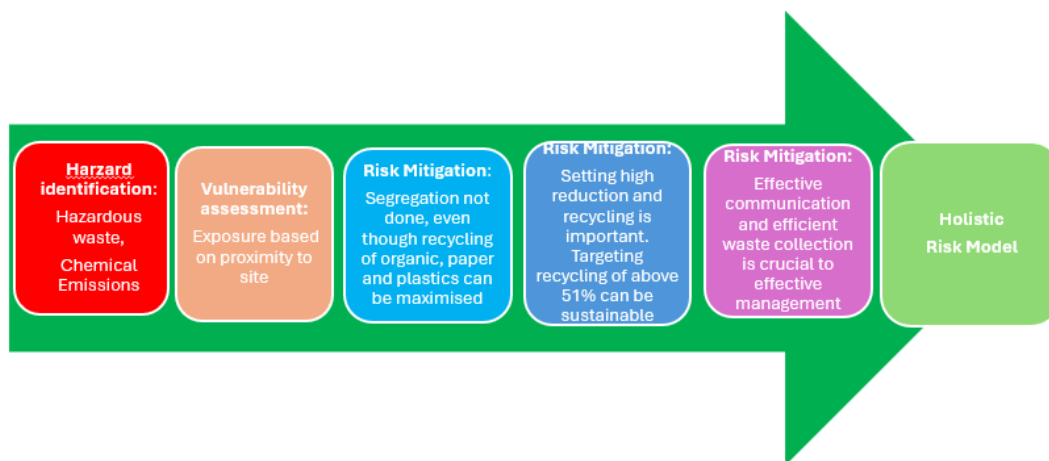 Harzard
identification:
Hazardous
waste,
Chemical
Emissions
Vulnerability
assessment:
Exposure based
on proximity to
site
Risk Mitigation:
Segregation not
done, even
though recycling
of organic, paper
and plastics can
be maximised
Risk Mitigation:
Setting high
reduction and
recycling is
important.
Targeting
recycling of above
51% can be
sustainable
Risk Mitigation:
Effective
communication
and efficient
waste collection
is crucial to
effective
management
Holistic
Risk Model